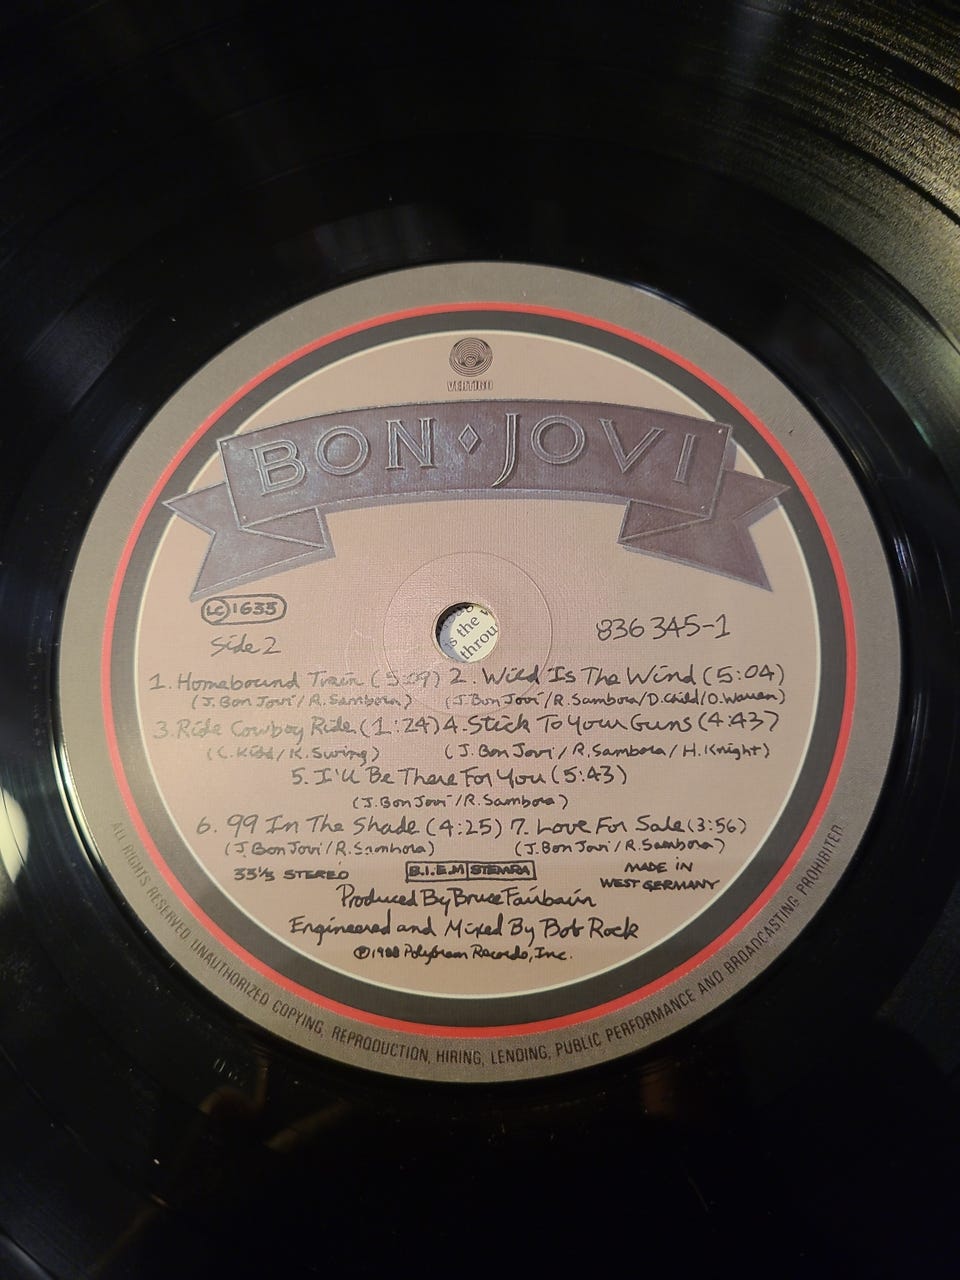 VERTIGO
BON JOVI
LC 1633
Side 2
836 345-1
1. Homebound Train (5:09) 2. Wild Is The Wind (5:04)
(J. Bon Jovi/R. Sambora) (J. Bon Jovi/R. Sambora/D. Child/D. Warren)
3. Ride Cowboy Ride (1:24) 4. Stick To Your Guns (4:43)
(C. Kidd/K. Swing) (J. Bon Jovi/R. Sambora/H. Knight)
5. I'll Be There For You (5:43)
(J. Bon Jovi/R. Sambora)
6. 99 In The Shade (4:25) 7. Love For Sale (3:56)
(J. Bon Jovi/R. Sambora) (J. Bon Jovi/R. Sambora)
33⅓ STEREO
B.I.E.M STEMRA
MADE IN
WEST GERMANY
Produced By Bruce Fairbairn
Engineered and Mixed By Bob Rock
℗1988 Polygram Records, Inc.
ALL RIGHTS RESERVED. UNAUTHORIZED COPYING, REPRODUCTION, HIRING, LENDING, PUBLIC PERFORMANCE AND BROADCASTING PROHIBITED
is the
throu